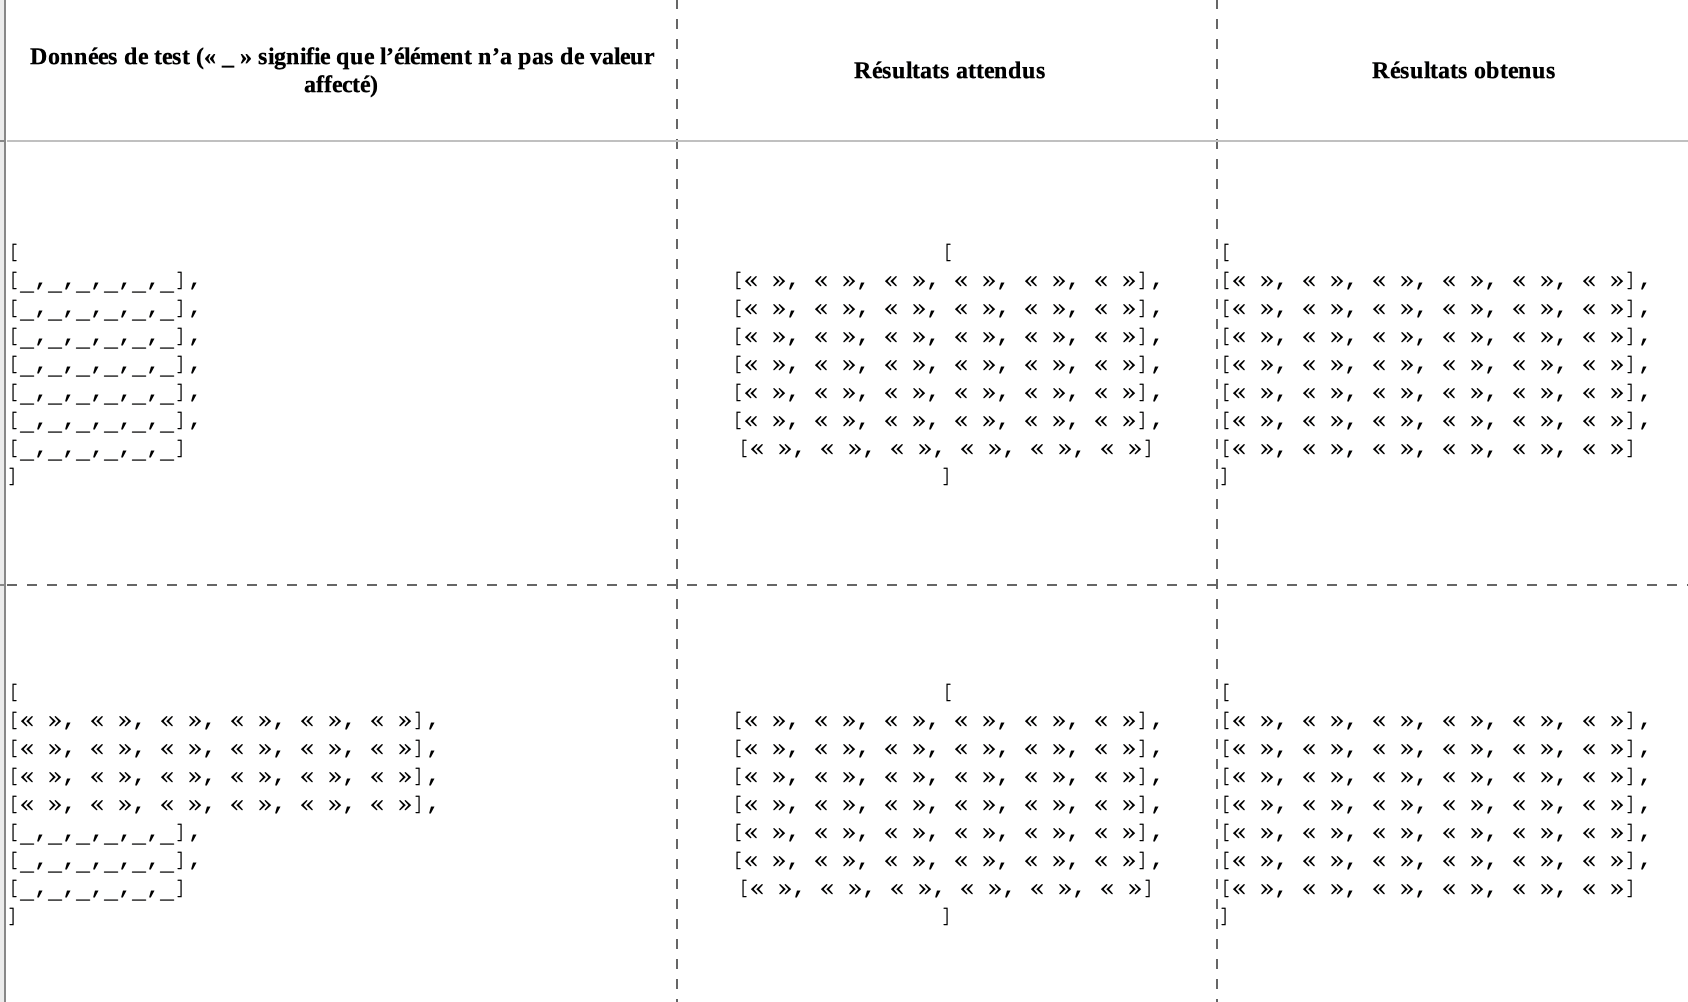 Données de test (« _ » signifie que l’élément n’a pas de valeur
affecté)
Résultats attendus
Résultats obtenus
[
[_,_,_,_,_,_],
[_,_,_,_,_,_],
[_,_,_,_,_,_],
[_,_,_,_,_,_],
[_,_,_,_,_,_],
[_,_,_,_,_,_],
[_,_,_,_,_,_]
]
[
[« », « », « », « », « », « »],
[« », « », « », « », « », « »],
[« », « », « », « », « », « »],
[« », « », « », « », « », « »],
[« », « », « », « », « », « »],
[« », « », « », « », « », « »],
[« », « », « », « », « », « »]
]
[
[« », « », « », « », « », « »],
[« », « », « », « », « », « »],
[« », « », « », « », « », « »],
[« », « », « », « », « », « »],
[« », « », « », « », « », « »],
[« », « », « », « », « », « »],
[« », « », « », « », « », « »]
]
[
[« », « », « », « », « », « »],
[« », « », « », « », « », « »],
[« », « », « », « », « », « »],
[« », « », « », « », « », « »],
[_,_,_,_,_,_],
[_,_,_,_,_,_],
[_,_,_,_,_,_]
]
[
[« », « », « », « », « », « »],
[« », « », « », « », « », « »],
[« », « », « », « », « », « »],
[« », « », « », « », « », « »],
[« », « », « », « », « », « »],
[« », « », « », « », « », « »],
[« », « », « », « », « », « »]
]
[
[« », « », « », « », « », « »],
[« », « », « », « », « », « »],
[« », « », « », « », « », « »],
[« », « », « », « », « », « »],
[« », « », « », « », « », « »],
[« », « », « », « », « », « »],
[« », « », « », « », « », « »]
]